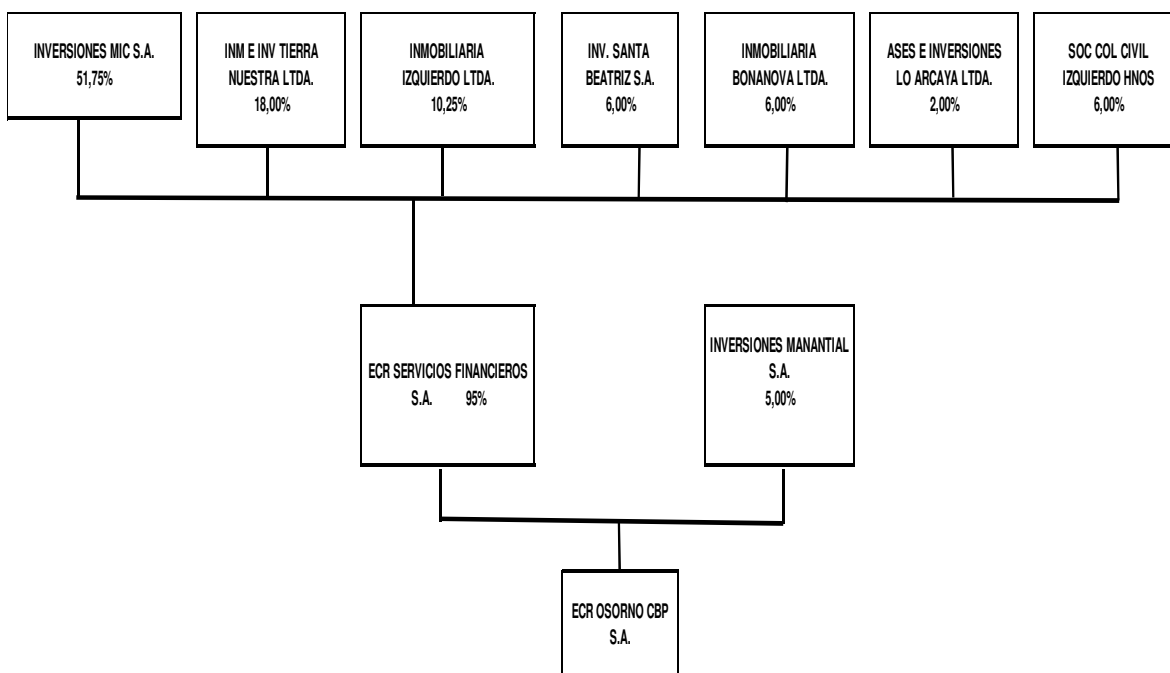 INVERSIONES MIC S.A.
51,75%
INM E INV TIERRA
NUESTRA LTDA.
18,00%
INMOBILIARIA
IZQUIERDO LTDA.
10,25%
INV. SANTA
BEATRIZ S.A.
6,00%
INMOBILIARIA
BONANOVA LTDA.
6,00%
ASES E INVERSIONES
LO ARCAYA LTDA.
2,00%
SOC COL CIVIL
IZQUIERDO HNOS
6,00%
ECR SERVICIOS FINANCIEROS
S.A. 95%
INVERSIONES MANANTIAL
S.A.
5,00%
ECR OSORNO CBP
S.A.